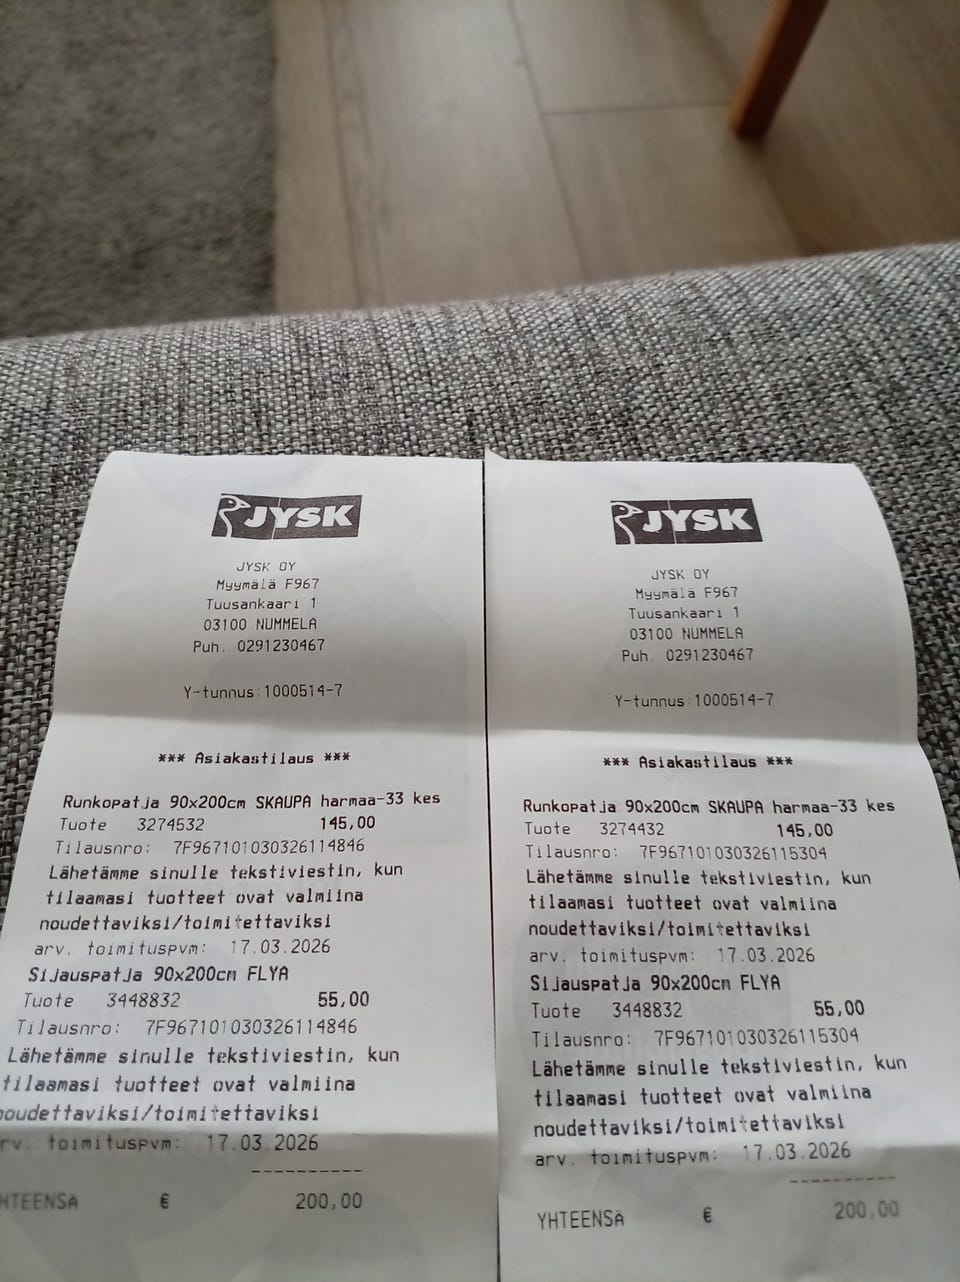 JYSK
JYSK OY
Myymälä F967
Tuusankaari 1
03100 NUMMELA
Puh. 0291230467
Y-tunnus:1000514-7
*** Asiakastilaus ***
Runkopatja 90x200cm SKAUPA harmaa-33 kes
Tuote 3274532 145,00
Tilausnro: 7F967101030326114846
Lähetämme sinulle tekstiviestin, kun
tilaamasi tuotteet ovat valmiina
noudettaviksi/toimitettaviksi
arv. toimituspvm: 17.03.2026
Sijauspatja 90x200cm FLYA
Tuote 3448832 55,00
Tilausnro: 7F967101030326114846
Lähetämme sinulle tekstiviestin, kun
tilaamasi tuotteet ovat valmiina
noudettaviksi/toimitettaviksi
rv. toimituspvm: 17.03.2026
----------
HTEENSÄ € 200,00
JYSK
JYSK OY
Myymälä F967
Tuusankaari 1
03100 NUMMELA
Puh. 0291230467
Y-tunnus:1000514-7
*** Asiakastilaus ***
Runkopatja 90x200cm SKAUPA harmaa-33 kes
Tuote 3274432 145,00
Tilausnro: 7F967101030326115304
Lähetämme sinulle tekstiviestin, kun
tilaamasi tuotteet ovat valmiina
noudettaviksi/toimitettaviksi
arv. toimituspvm: 17.03.2026
Sijauspatja 90x200cm FLYA
Tuote 3448832 55,00
Tilausnro: 7F967101030326115304
Lähetämme sinulle tekstiviestin, kun
tilaamasi tuotteet ovat valmiina
noudettaviksi/toimitettaviksi
arv. toimituspvm: 17.03.2026
----------
YHTEENSÄ € 200,00